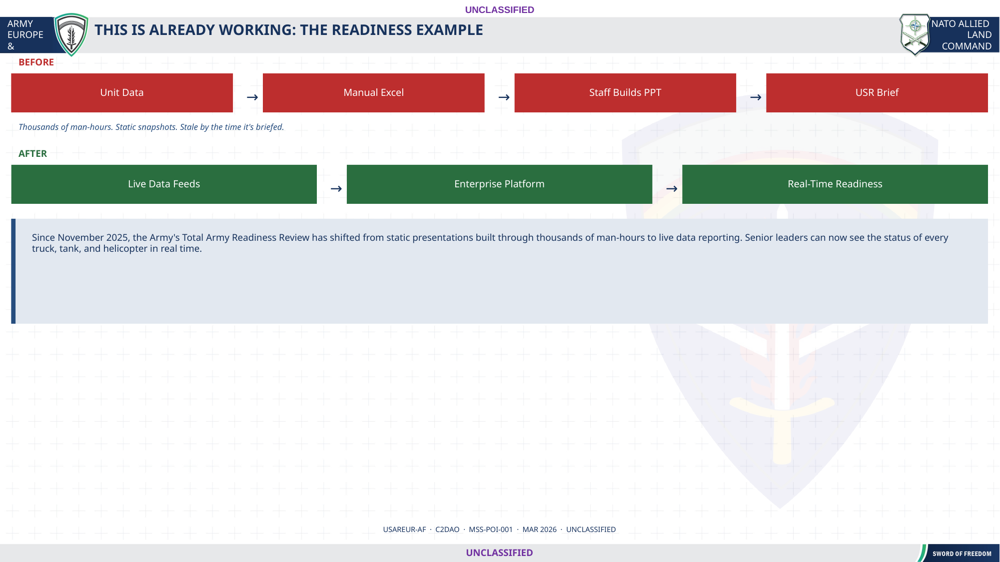 UNCLASSIFIED
ARMY
EUROPE
&
THIS IS ALREADY WORKING: THE READINESS EXAMPLE
NATO ALLIED
LAND
COMMAND
BEFORE
Unit Data → Manual Excel → Staff Builds PPT → USR Brief
Thousands of man-hours. Static snapshots. Stale by the time it's briefed.
AFTER
Live Data Feeds → Enterprise Platform → Real-Time Readiness
Since November 2025, the Army's Total Army Readiness Review has shifted from static presentations built through thousands of man-hours to live data reporting. Senior leaders can now see the status of every
truck, tank, and helicopter in real time.
USAREUR-AF · C2DAO · MSS-POI-001 · MAR 2026 · UNCLASSIFIED
UNCLASSIFIED
SWORD OF FREEDOM